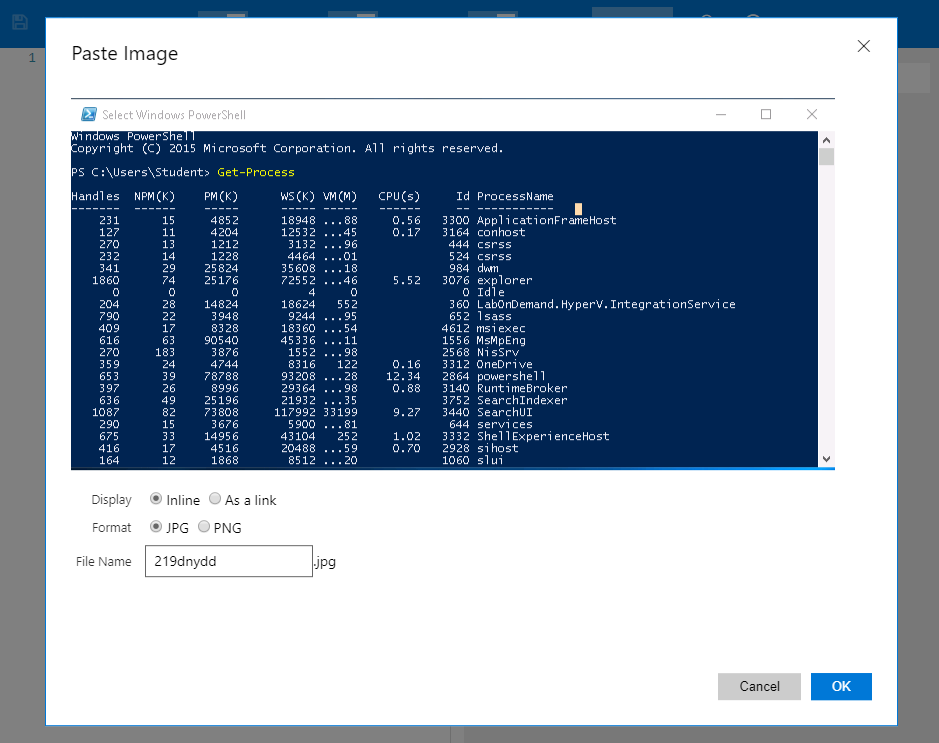 1
Paste Image
Select Windows PowerShell
Windows PowerShell
Copyright (C) 2015 Microsoft Corporation. All rights reserved.
PS C:\Users\Student> Get-Process
Handles NPM(K) PM(K) WS(K) VM(M) CPU(s) Id ProcessName
------- ------ ----- ----- ----- ------ -- -----------
231 15 4852 18948 ...88 0.56 3300 ApplicationFrameHost
127 11 4204 12532 ...45 0.17 3164 conhost
270 13 1212 3132 ...96 444 csrss
232 14 1228 4464 ...01 524 csrss
341 29 25824 35608 ...18 984 dwm
1860 74 25176 72552 ...46 5.52 3076 explorer
0 0 0 4 0 0 Idle
204 28 14824 18624 552 360 LabOnDemand.HyperV.IntegrationService
790 22 3948 9244 ...95 652 lsass
409 17 8328 18360 ...54 4612 msiexec
616 63 90540 45336 ...11 1556 MsMpEng
270 183 3876 1552 ...98 2568 NisSrv
359 24 4744 8316 122 0.16 3312 OneDrive
653 39 78788 93208 ...28 12.34 2864 powershell
397 26 8996 29364 ...98 0.88 3140 RuntimeBroker
636 49 25196 21932 ...35 3752 SearchIndexer
1087 82 73808 117992 33199 9.27 3440 SearchUI
290 15 3676 5900 ...81 644 services
675 33 14956 43104 252 1.02 3332 ShellExperienceHost
416 17 4516 20488 ...59 0.70 2928 sihost
164 12 1868 8512 ...20 1060 slui
Display Inline As a link
Format JPG PNG
File Name 219dnydd .jpg
Cancel OK